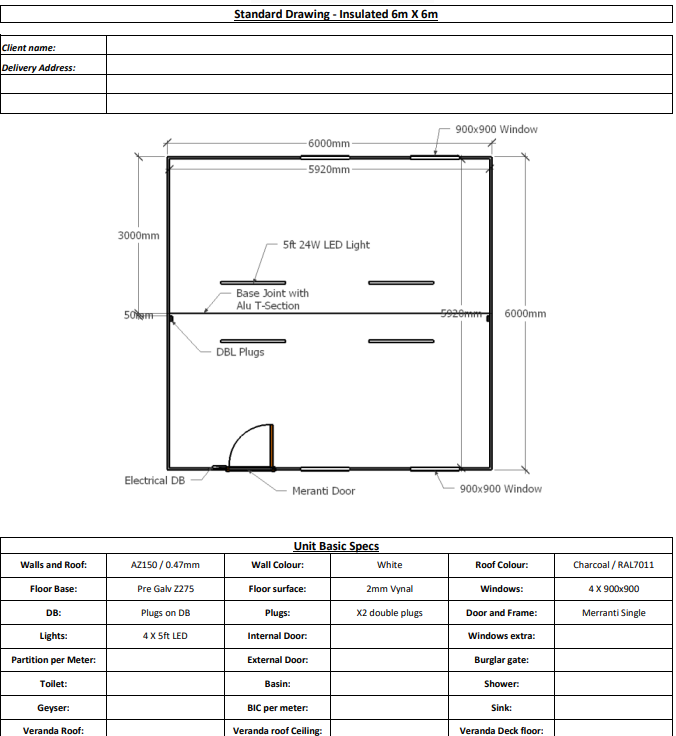 Standard Drawing - Insulated 6m X 6m
Client name:
Delivery Address:
900x900 Window
6000mm
5920mm
3000mm
5ft 24W LED Light
Base Joint with
Alu T-Section
50mm
5920mm
6000mm
DBL Plugs
Electrical DB
Meranti Door
900x900 Window
Unit Basic Specs
Walls and Roof: AZ150 / 0.47mm Wall Colour: White Roof Colour: Charcoal / RAL7011
Floor Base: Pre Galv Z275 Floor surface: 2mm Vynal Windows: 4 X 900x900
DB: Plugs on DB Plugs: X2 double plugs Door and Frame: Merranti Single
Lights: 4 X 5ft LED Internal Door: Windows extra:
Partition per Meter: External Door: Burglar gate:
Toilet: Basin: Shower:
Geyser: BIC per meter: Sink:
Veranda Roof: Veranda roof Ceiling: Veranda Deck floor: